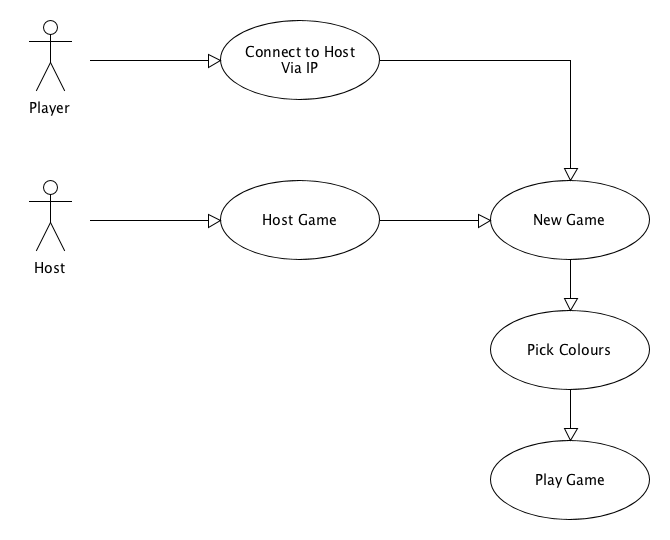 Connect to Host
Via IP
Player
Host Game
New Game
Host
Pick Colours
Play Game